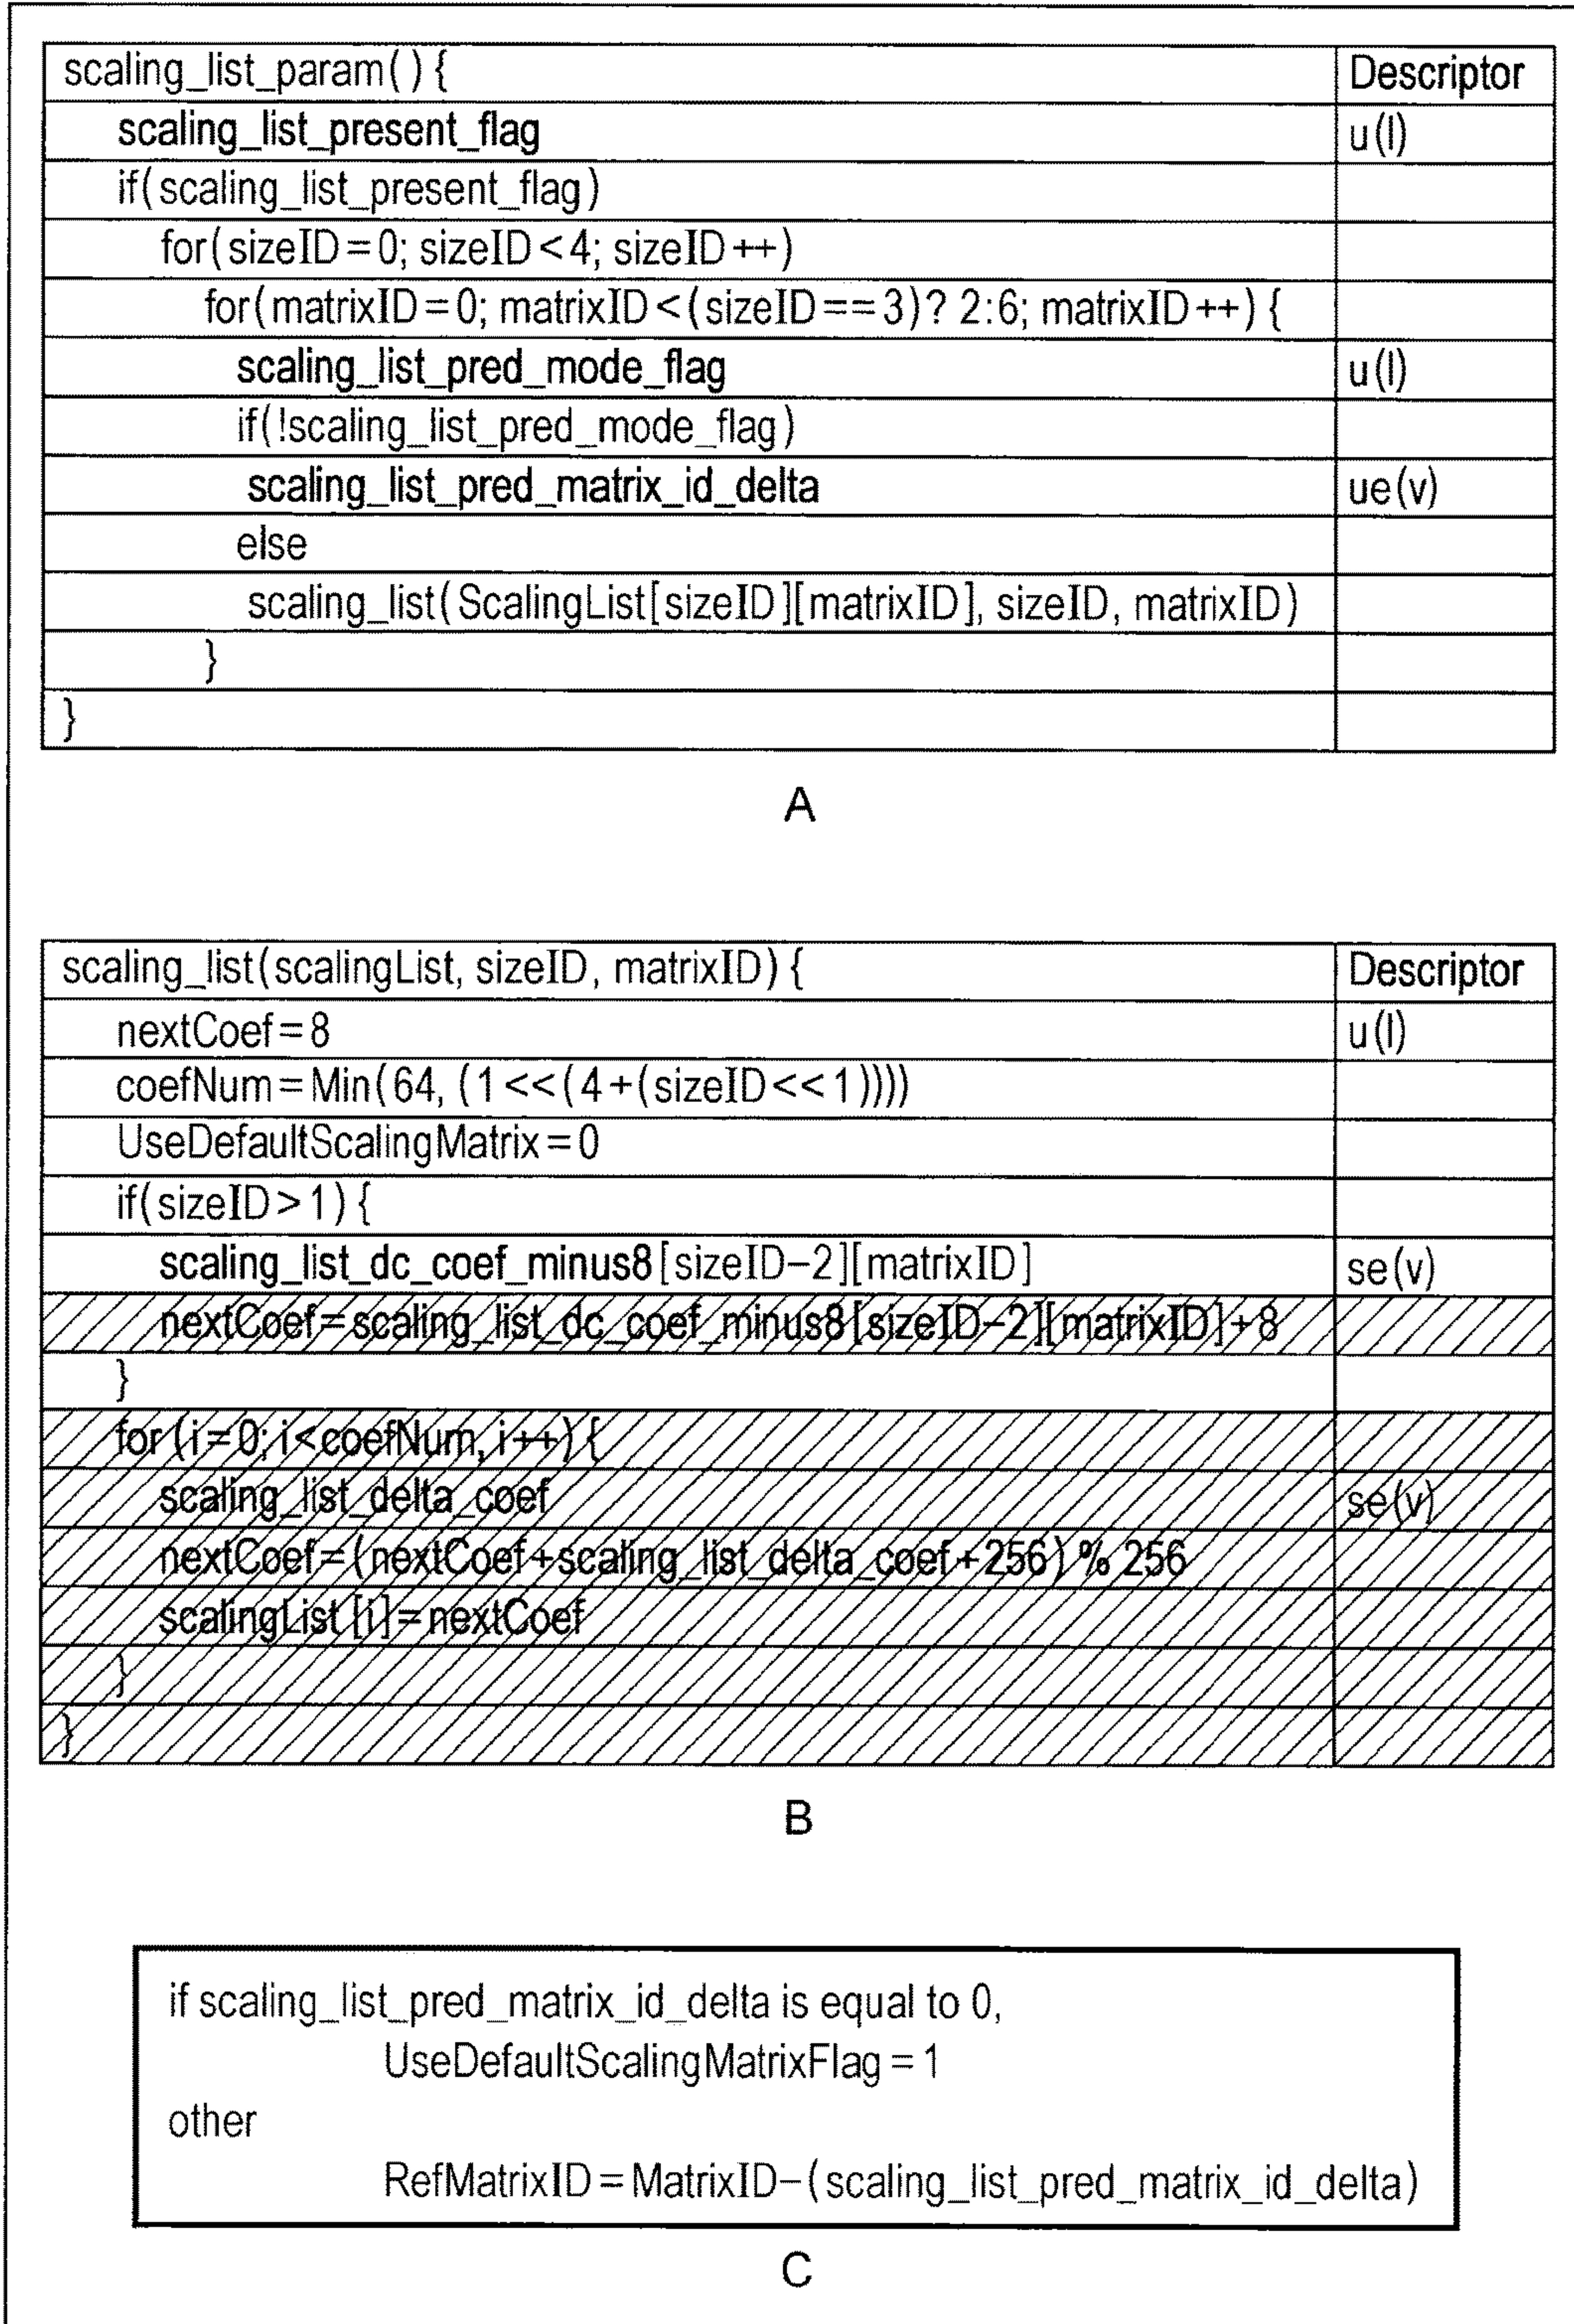 scaling_list_param() { Descriptor
scaling_list_present_flag u(l)
if(scaling_list_present_flag)
for(sizeID=0; sizeID<4; sizeID++)
for(matrixID=0; matrixID<(sizeID==3)? 2:6; matrixID++) {
scaling_list_pred_mode_flag u(l)
if(!scaling_list_pred_mode_flag)
scaling_list_pred_matrix_id_delta ue(v)
else
scaling_list(ScalingList[sizeID][matrixID], sizeID, matrixID)
}
}
A
scaling_list(scalingList, sizeID, matrixID) { Descriptor
nextCoef=8 u(l)
coefNum=Min(64, (1<<(4+(sizeID<<1))))
UseDefaultScalingMatrix=0
if(sizeID>1) {
scaling_list_dc_coef_minus8[sizeID-2][matrixID] se(v)
nextCoef=scaling_list_dc_coef_minus8[sizeID-2][matrixID]+8
}
for (i=0; i<coefNum, i++) {
scaling_list_delta_coef se(v)
nextCoef=(nextCoef+scaling_list_delta_coef+256) % 256
scalingList [i]=nextCoef
}
}
B
if scaling_list_pred_matrix_id_delta is equal to 0,
UseDefaultScalingMatrixFlag=1
other
RefMatrixID=MatrixID-(scaling_list_pred_matrix_id_delta)
C